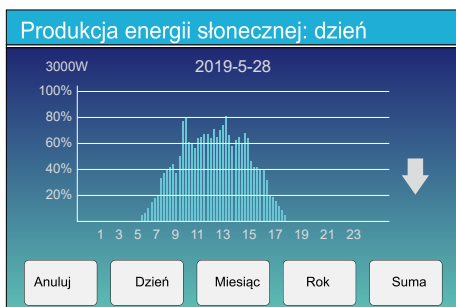 Produkcja energii słonecznej: dzień
3000W 2019-5-28
100%
80%
60%
40%
20%
1 3 5 7 9 11 13 15 17 19 21 23
Anuluj Dzień Miesiąc Rok Suma